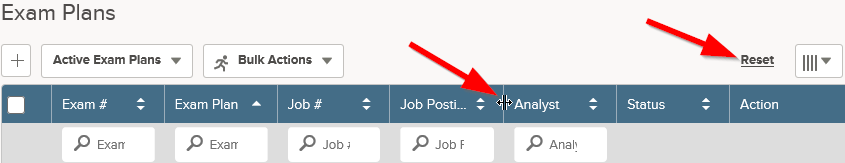 Exam Plans
+ Active Exam Plans Bulk Actions Reset
Exam # Exam Plan Job # Job Posti... Analyst Status Action
Exam Exam Job # Job P Analy